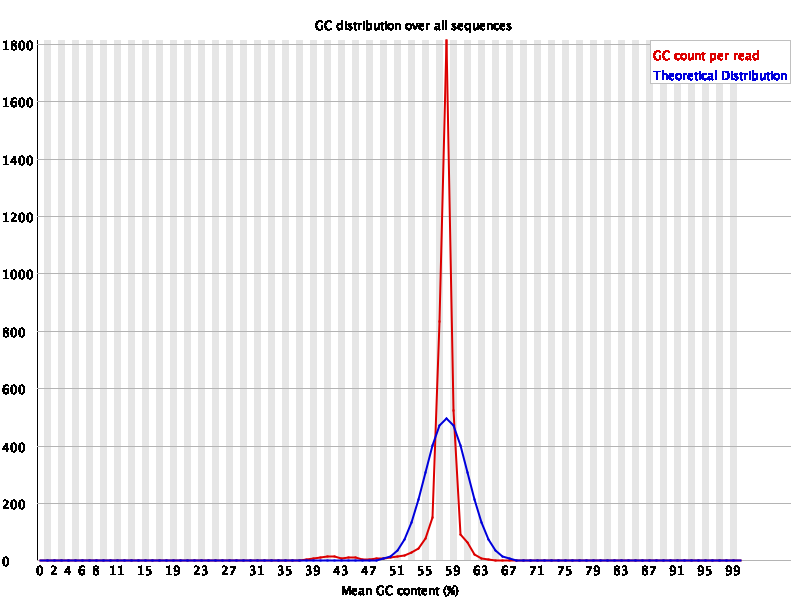 GC distribution over all sequences
GC count per read
Theoretical Distribution
1800
1600
1400
1200
1000
800
600
400
200
0
0 2 4 6 8 11 15 19 23 27 31 35 39 43 47 51 55 59 63 67 71 75 79 83 87 91 95 99
Mean GC content (%)